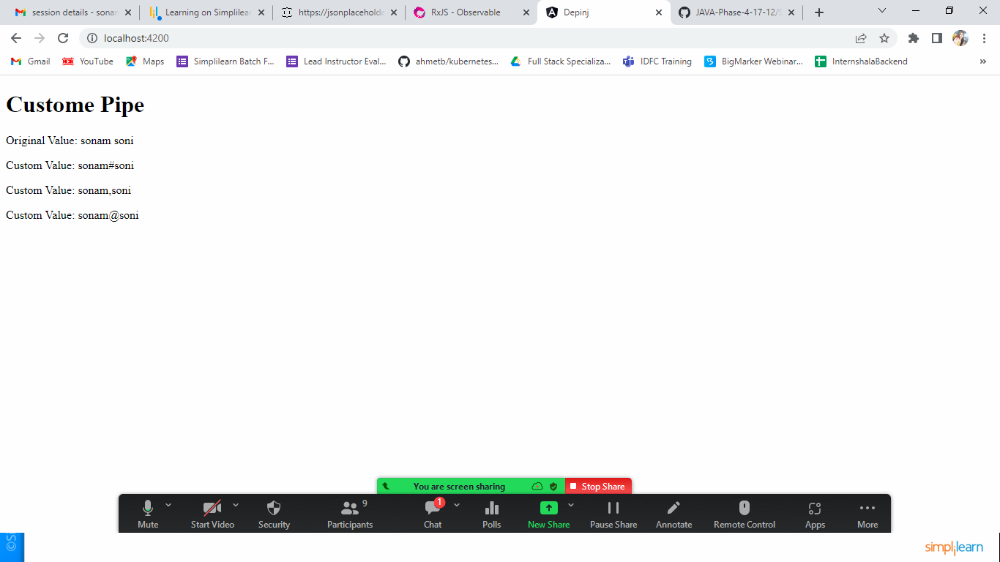 session details - sonam
Learning on Simplilear
https://jsonplaceholde
RxJS - Observable
Depinj
JAVA-Phase-4-17-12/S
localhost:4200
Gmail
YouTube
Maps
Simplilearn Batch F...
Lead Instructor Eval...
ahmetb/kubernetes...
Full Stack Specializa...
IDFC Training
BigMarker Webinar...
InternshalaBackend
»
Custome Pipe
Original Value: sonam soni
Custom Value: sonam#soni
Custom Value: sonam,soni
Custom Value: sonam@soni
You are screen sharing
Stop Share
Mute
Start Video
Security
Participants
9
Chat
1
Polls
New Share
Pause Share
Annotate
Remote Control
Apps
More
©S
simplilearn